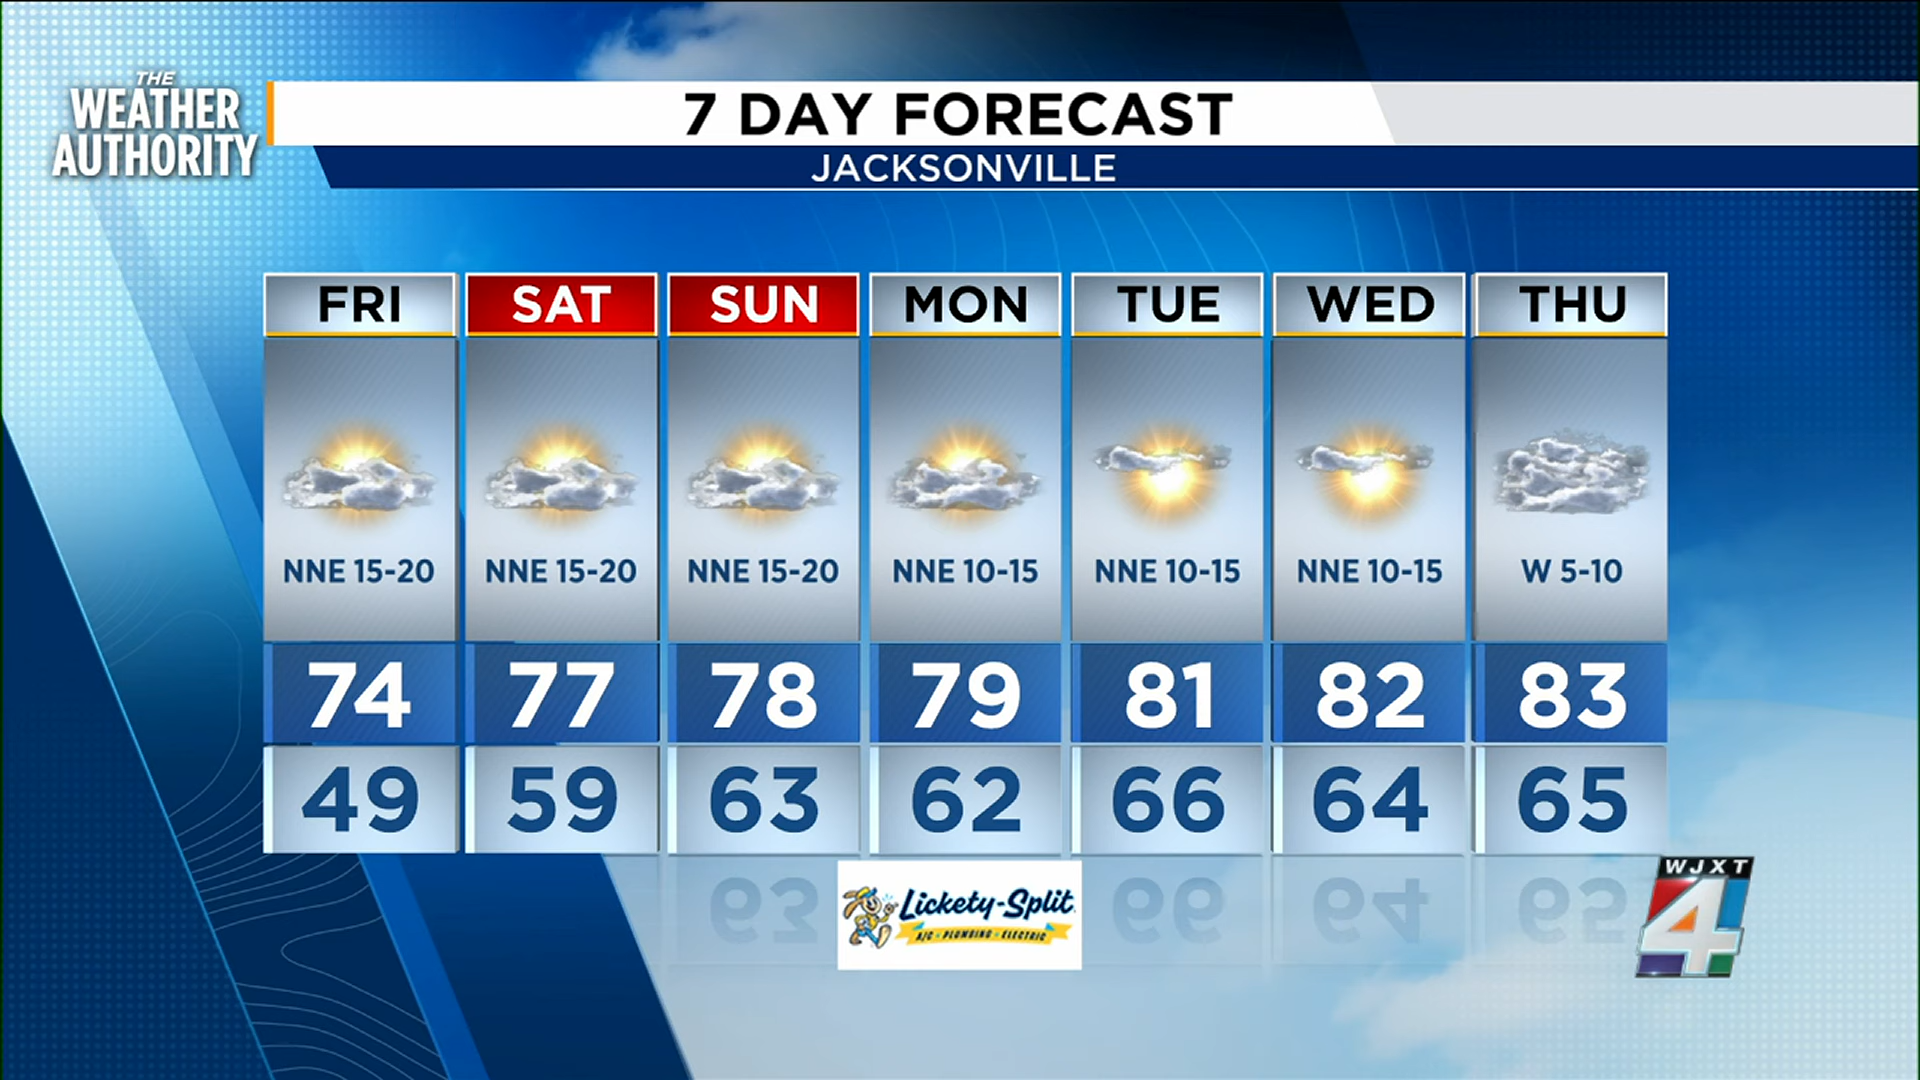 THE
WEATHER
AUTHORITY
7 DAY FORECAST
JACKSONVILLE
FRI SAT SUN MON TUE WED THU
NNE 15-20 NNE 15-20 NNE 15-20 NNE 10-15 NNE 10-15 NNE 10-15 W 5-10
74 77 78 79 81 82 83
49 59 63 62 66 64 65
Lickety-Split
A/C - PLUMBING - ELECTRIC
WJXT
4